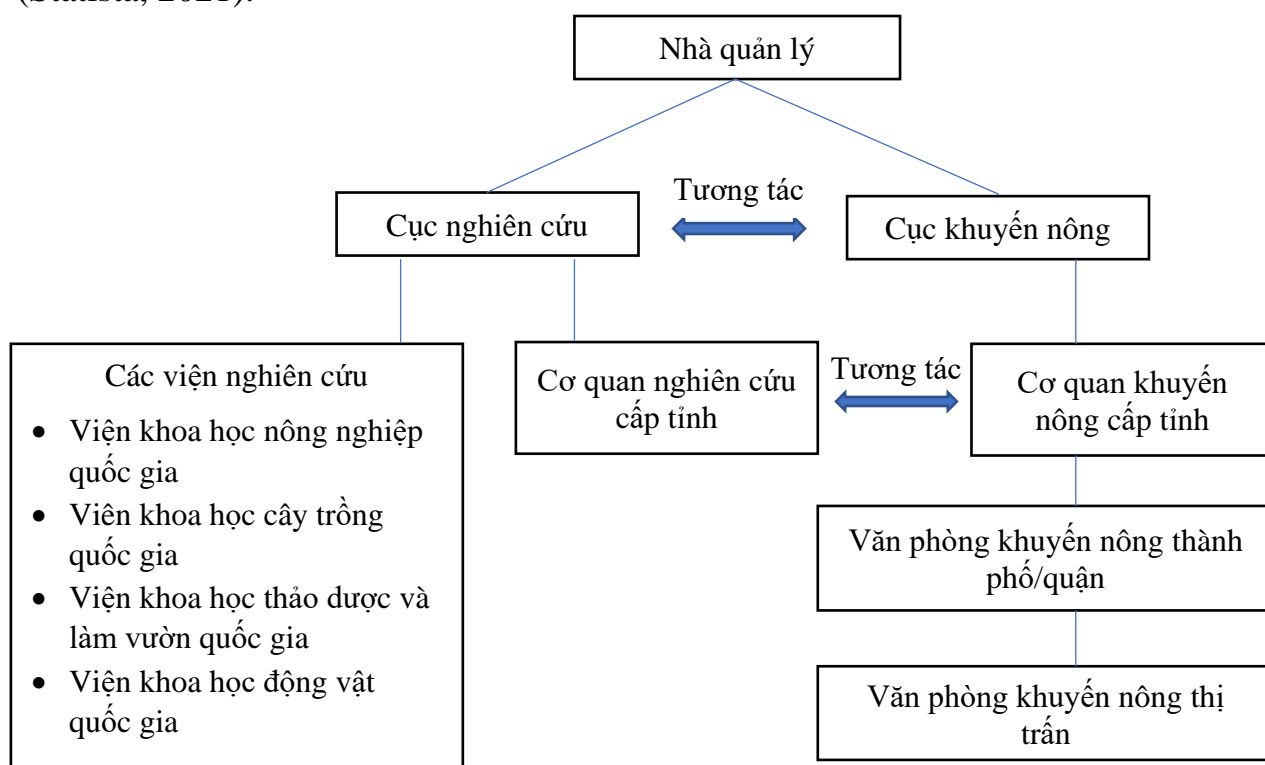 Nhà quản lý
Tương tác
Cục nghiên cứu
Cục khuyến nông
Các viện nghiên cứu
• Viện khoa học nông nghiệp
quốc gia
• Viên khoa học cây trồng
quốc gia
• Viện khoa học thảo dược và
làm vườn quốc gia
• Viện khoa học động vật
quốc gia
Cơ quan nghiên cứu
cấp tỉnh
Tương tác
Cơ quan khuyến
nông cấp tỉnh
Văn phòng khuyến nông thành
phố/quận
Văn phòng khuyến nông thị
trấn